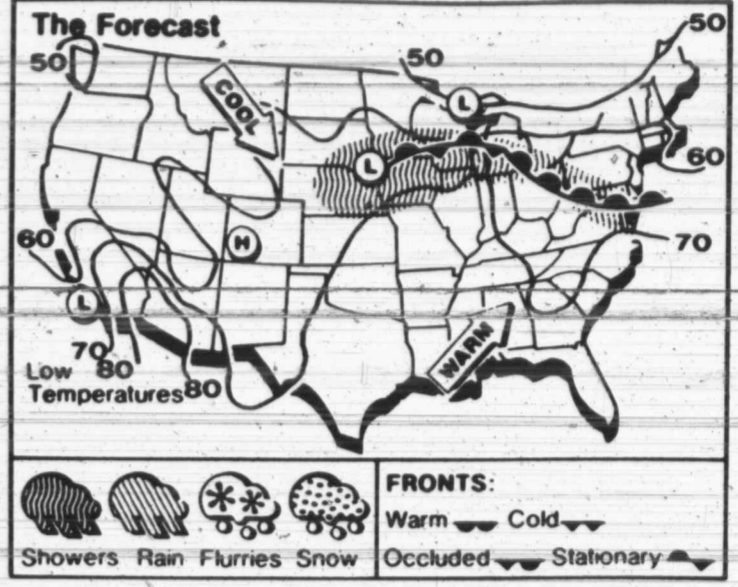 The Forecast
50
50
50
COOL
L
L
60
60
H
70
L
WARM
70
80
80
Low
Temperatures
Showers Rain Flurries Snow
FRONTS:
Warm Cold
Occluded Stationary